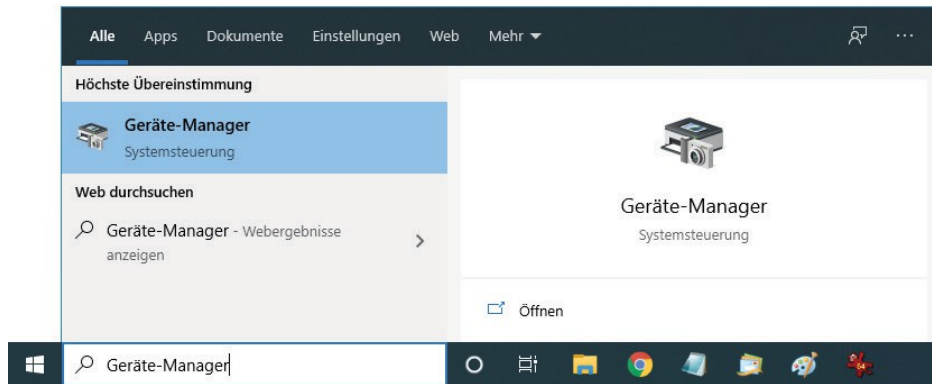 Alle Apps Dokumente Einstellungen Web Mehr
Höchste Übereinstimmung
Geräte-Manager
Systemsteuerung
Web durchsuchen
Geräte-Manager - Webergebnisse
anzeigen
Geräte-Manager
Systemsteuerung
Öffnen
Geräte-Manager
64